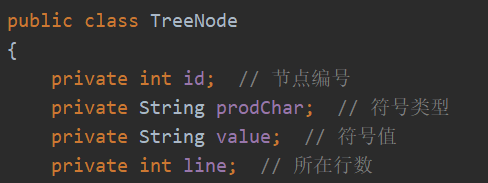 public class TreeNode
{
    private int id;  // 节点编号
    private String prodChar;  // 符号类型
    private String value;  // 符号值
    private int line;  // 所在行数